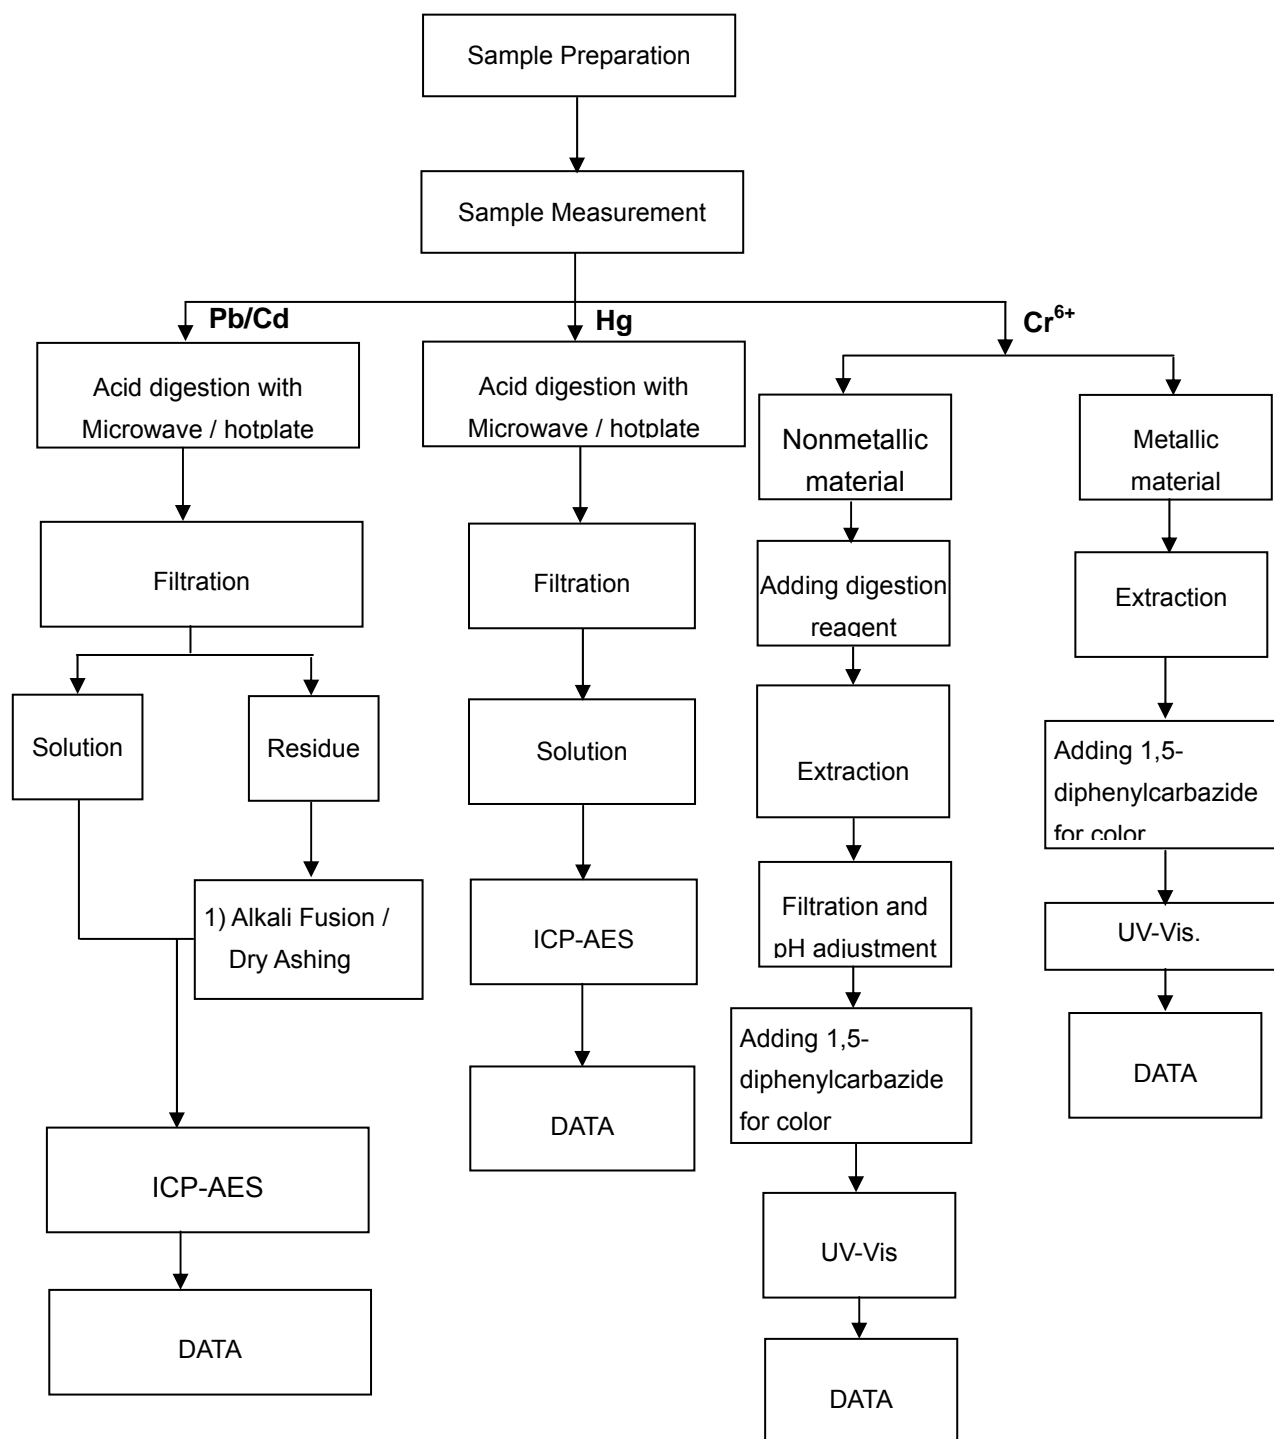 Sample Preparation
Sample Measurement
Pb/Cd
Hg
Cr⁶⁺
Acid digestion with
Microwave / hotplate
Acid digestion with
Microwave / hotplate
Nonmetallic
material
Metallic
material
Filtration
Filtration
Adding digestion
reagent
Extraction
Solution
Residue
Solution
Extraction
Adding 1,5-
diphenylcarbazide
for color
1) Alkali Fusion /
Dry Ashing
ICP-AES
Filtration and
pH adjustment
UV-Vis.
Adding 1,5-
diphenylcarbazide
for color
DATA
DATA
ICP-AES
UV-Vis
DATA
DATA